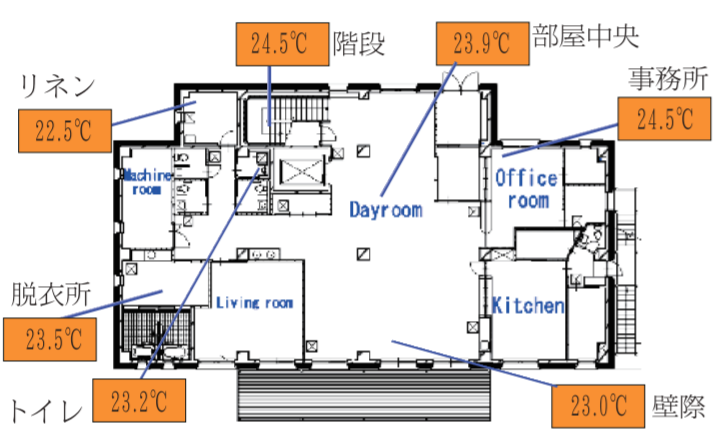 24.5℃
階段
23.9℃
部屋中央
リネン
22.5℃
事務所
24.5℃
Machine
room
Office
room
Dayroom
脱衣所
23.5℃
Living room
Kitchen
トイレ
23.2℃
23.0℃
壁際